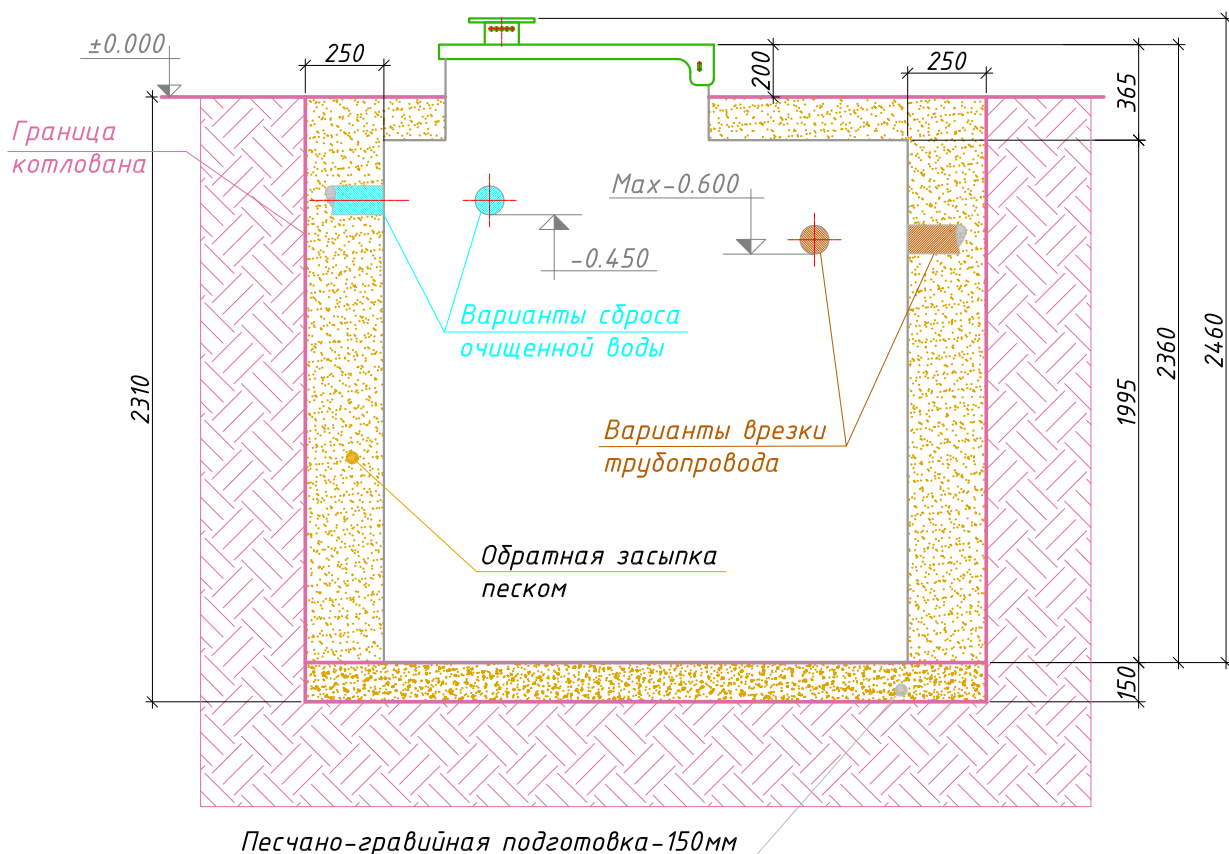 ±0.000
250
200
250
365
Граница
котлована
Max-0.600
-0.450
Варианты сброса
очищенной воды
2310
1995
2360
2460
Варианты врезки
трубопровода
Обратная засыпка
песком
150
Песчано-гравийная подготовка-150мм